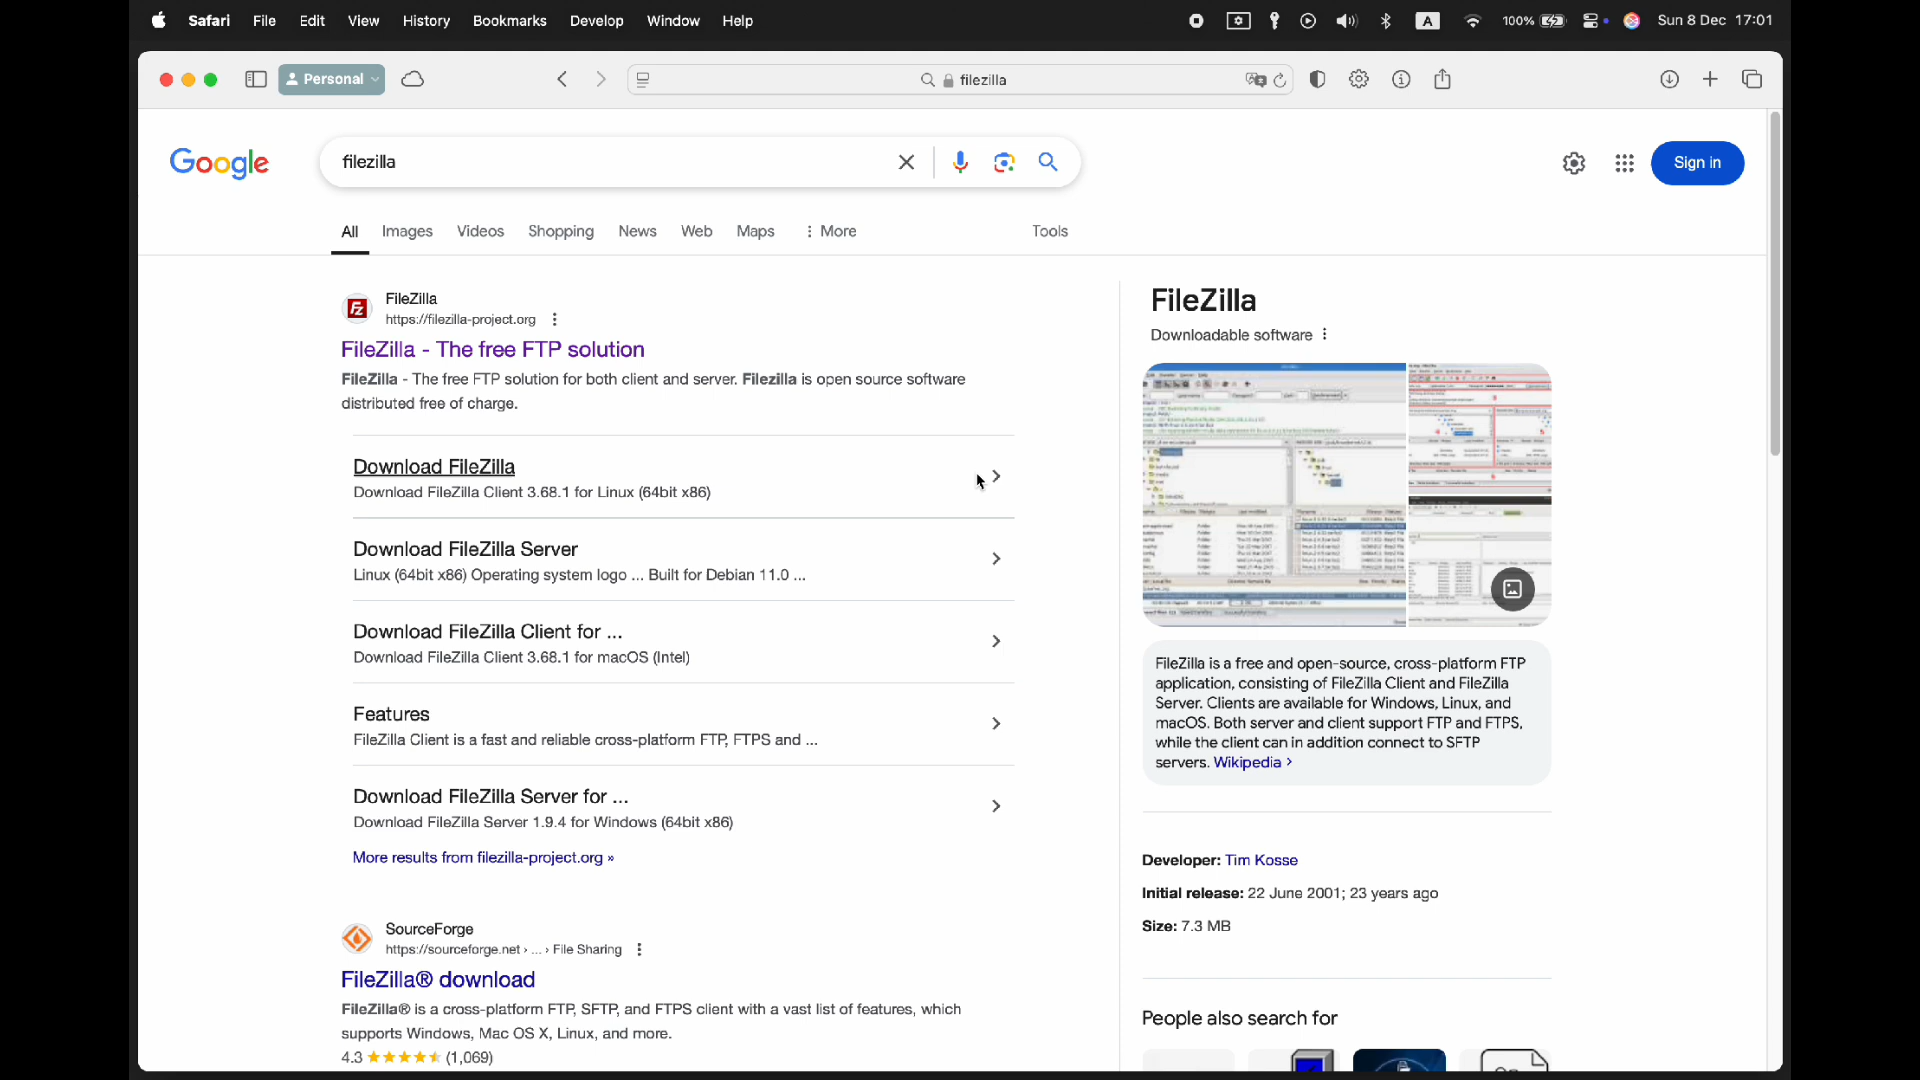 Safari File Edit View History Bookmarks Develop Window Help
A 100% Sun 8 Dec 17:01
Personal
filezilla
Google
filezilla
Sign in
All Images Videos Shopping News Web Maps More Tools
FileZilla
https://filezilla-project.org
FileZilla - The free FTP solution
FileZilla - The free FTP solution for both client and server. Filezilla is open source software
distributed free of charge.
Download FileZilla
Download FileZilla Client 3.68.1 for Linux (64bit x86)
Download FileZilla Server
Linux (64bit x86) Operating system logo ... Built for Debian 11.0 ...
Download FileZilla Client for ...
Download FileZilla Client 3.68.1 for macOS (Intel)
Features
FileZilla Client is a fast and reliable cross-platform FTP, FTPS and ...
Download FileZilla Server for ...
Download FileZilla Server 1.9.4 for Windows (64bit x86)
More results from filezilla-project.org »
SourceForge
https://sourceforge.net › ... › File Sharing
FileZilla® download
FileZilla® is a cross-platform FTP, SFTP, and FTPS client with a vast list of features, which
supports Windows, Mac OS X, Linux, and more.
4.3 ★★★★★ (1,069)
FileZilla
Downloadable software
FileZilla is a free and open-source, cross-platform FTP
application, consisting of FileZilla Client and FileZilla
Server. Clients are available for Windows, Linux, and
macOS. Both server and client support FTP and FTPS,
while the client can in addition connect to SFTP
servers. Wikipedia ›
Developer: Tim Kosse
Initial release: 22 June 2001; 23 years ago
Size: 7.3 MB
People also search for